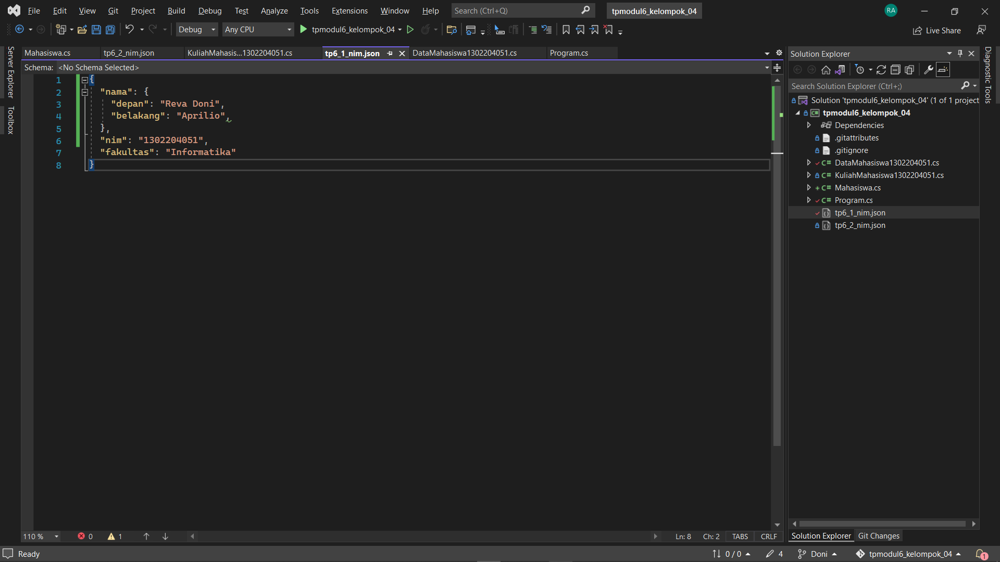 File Edit View Git Project Build Debug Test Analyze Tools Extensions Window Help Search (Ctrl+Q) tpmodul6_kelompok_04 RA
Debug Any CPU tpmodul6_kelompok_04 Live Share
Server Explorer
Toolbox
Mahasiswa.cs tp6_2_nim.json KuliahMahasis...1302204051.cs tp6_1_nim.json DataMahasiswa1302204051.cs Program.cs
Schema: <No Schema Selected>
1 {
2 "nama": {
3 "depan": "Reva Doni",
4 "belakang": "Aprilio",
5 },
6 "nim": "1302204051",
7 "fakultas": "Informatika"
8 }
110 % 0 1 Ln: 8 Ch: 2 TABS CRLF
Solution Explorer
Search Solution Explorer (Ctrl+;)
Solution 'tpmodul6_kelompok_04' (1 of 1 project
C# tpmodul6_kelompok_04
Dependencies
.gitattributes
.gitignore
C# DataMahasiswa1302204051.cs
C# KuliahMahasiswa1302204051.cs
C# Mahasiswa.cs
C# Program.cs
tp6_1_nim.json
tp6_2_nim.json
Solution Explorer Git Changes
Diagnostic Tools
Ready 0 / 0 4 Doni tpmodul6_kelompok_04 1